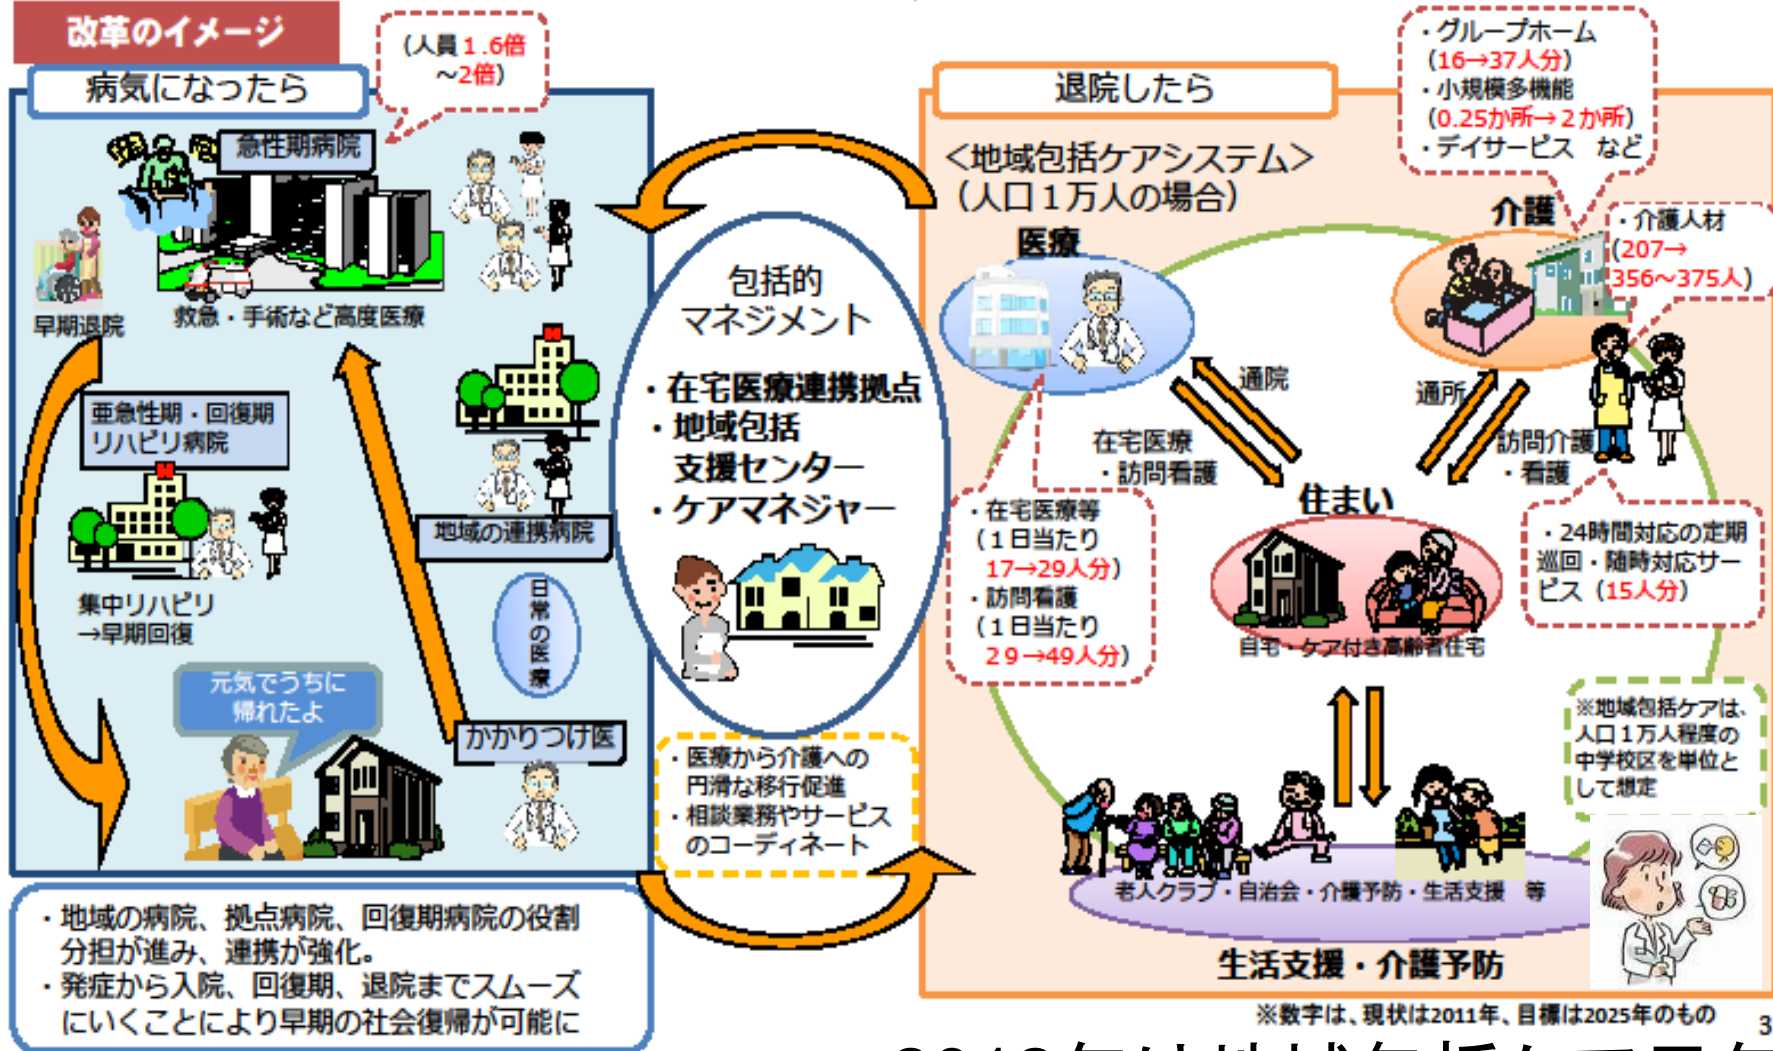 改革のイメージ
病気になったら
(人員１.６倍
～2倍)
急性期病院
早期退院
救急・手術など高度医療
亜急性期・回復期
リハビリ病院
集中リハビリ
→早期回復
地域の連携病院
日常の医療
元気でうちに
帰れたよ
かかりつけ医
・地域の病院、拠点病院、回復期病院の役割
分担が進み、連携が強化。
・発症から入院、回復期、退院までスムーズ
にいくことにより早期の社会復帰が可能に
包括的
マネジメント
・在宅医療連携拠点
・地域包括
支援センター
・ケアマネジャー
・医療から介護への
円滑な移行促進
・相談業務やサービス
のコーディネート
退院したら
＜地域包括ケアシステム＞
（人口１万人の場合）
医療
介護
・グループホーム
(16→37人分)
・小規模多機能
(0.25か所→２か所)
・デイサービス　など
・介護人材
(207→
356～375人)
通院
在宅医療
・訪問看護
通所
訪問介護
・看護
・在宅医療等
(１日当たり
17→29人分)
・訪問看護
(１日当たり
２９→49人分)
住まい
自宅・ケア付き高齢者住宅
・24時間対応の定期
巡回・随時対応サー
ビス（15人分）
※地域包括ケアは、
人口１万人程度の
中学校区を単位と
して想定
老人クラブ・自治会・介護予防・生活支援　等
生活支援・介護予防
※数字は、現状は2011年、目標は2025年のもの
3